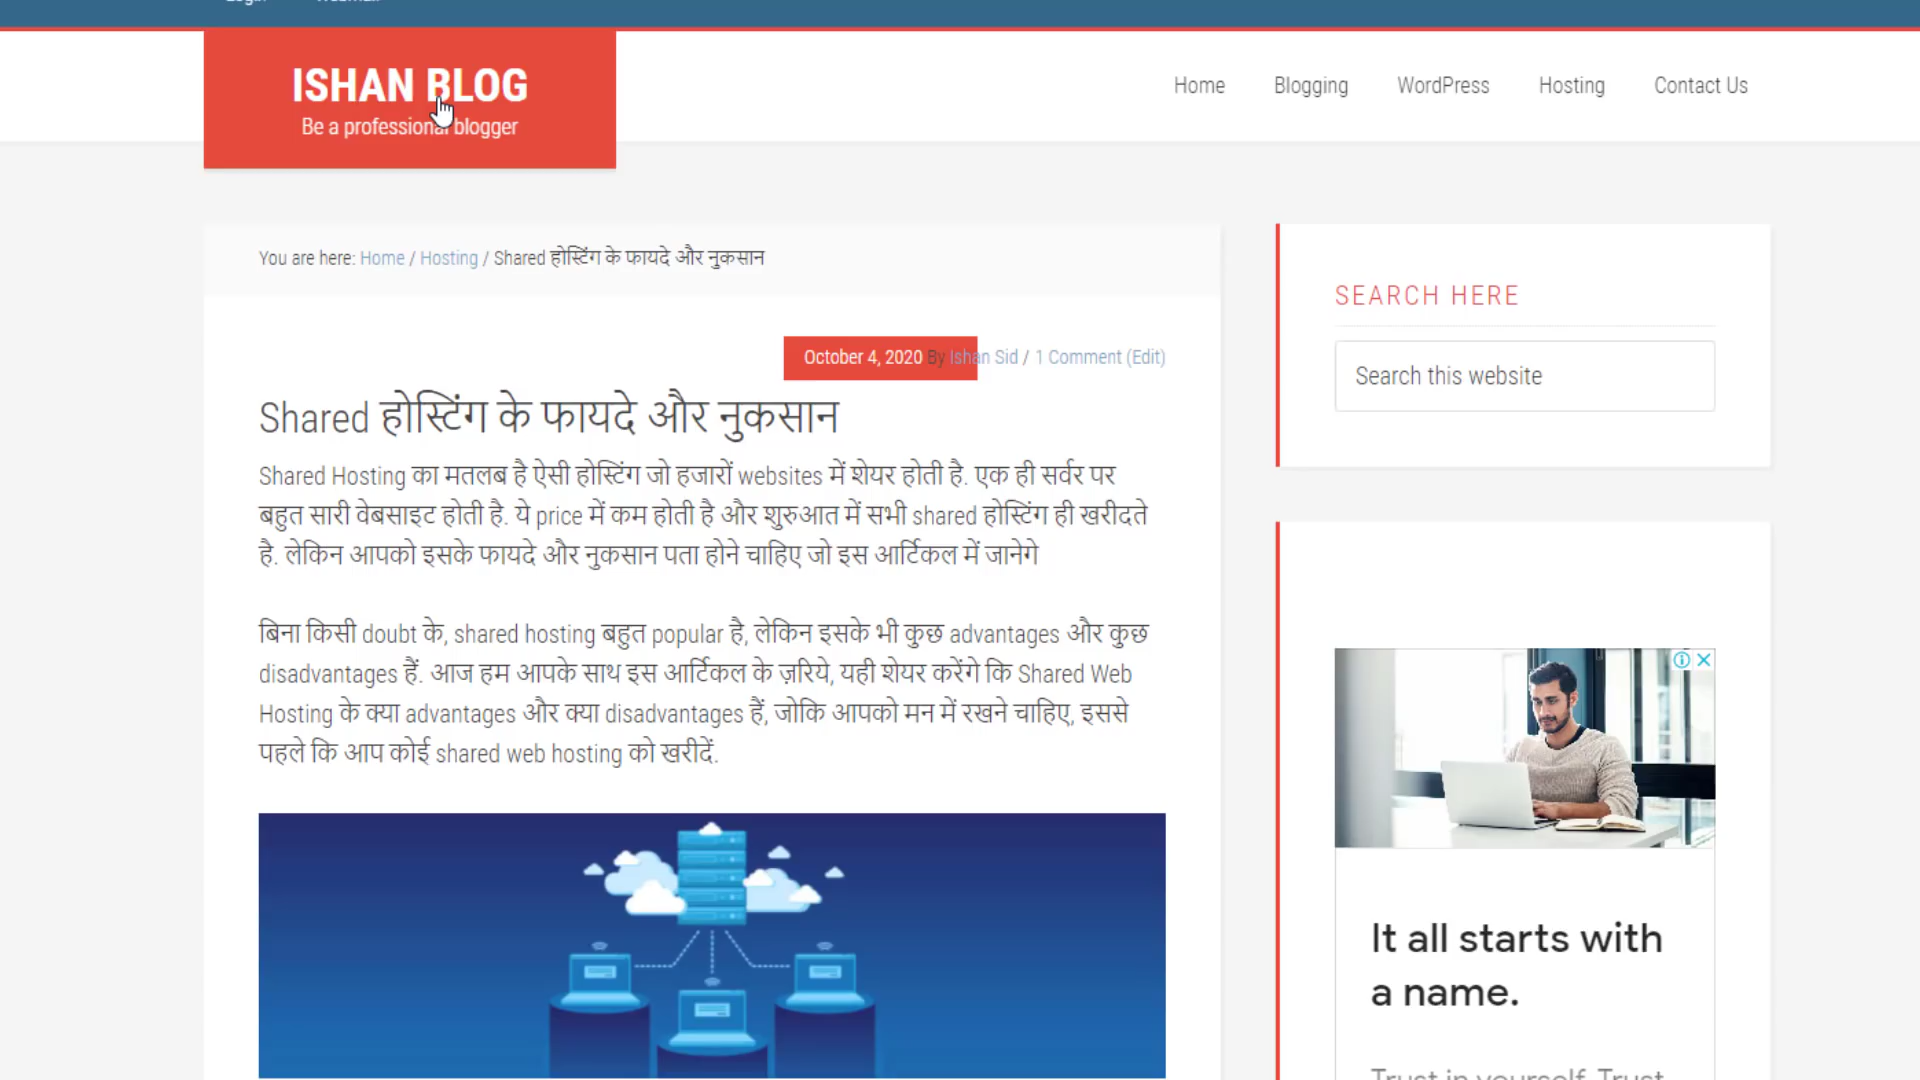 ISHAN BLOG
Be a professional blogger
Home Blogging WordPress Hosting Contact Us
You are here: Home / Hosting / Shared होस्टिंग के फायदे और नुकसान
October 4, 2020 By Ishan Sid / 1 Comment (Edit)
Shared होस्टिंग के फायदे और नुकसान
Shared Hosting का मतलब है ऐसी होस्टिंग जो हजारों websites में शेयर होती है. एक ही सर्वर पर
बहुत सारी वेबसाइट होती है. ये price में कम होती है और शुरुआत में सभी shared होस्टिंग ही खरीदते
है. लेकिन आपको इसके फायदे और नुकसान पता होने चाहिए जो इस आर्टिकल में जानेगे
बिना किसी doubt के, shared hosting बहुत popular है, लेकिन इसके भी कुछ advantages और कुछ
disadvantages हैं. आज हम आपके साथ इस आर्टिकल के ज़रिये, यही शेयर करेंगे कि Shared Web
Hosting के क्या advantages और क्या disadvantages हैं, जोकि आपको मन में रखने चाहिए, इससे
पहले कि आप कोई shared web hosting को खरीदें.
SEARCH HERE
Search this website
It all starts with
a name.
Trust in yourself. Trust